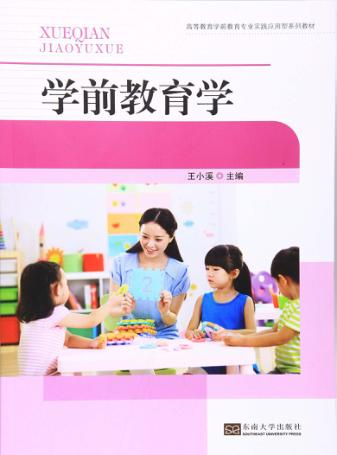 XUEQIAN
JIAOYUXUE
高等教育学前教育专业实践应用型系列教材
学前教育学
王小溪 主编
2
东南大学出版社
SOUTHEAST UNIVERSITY PRESS